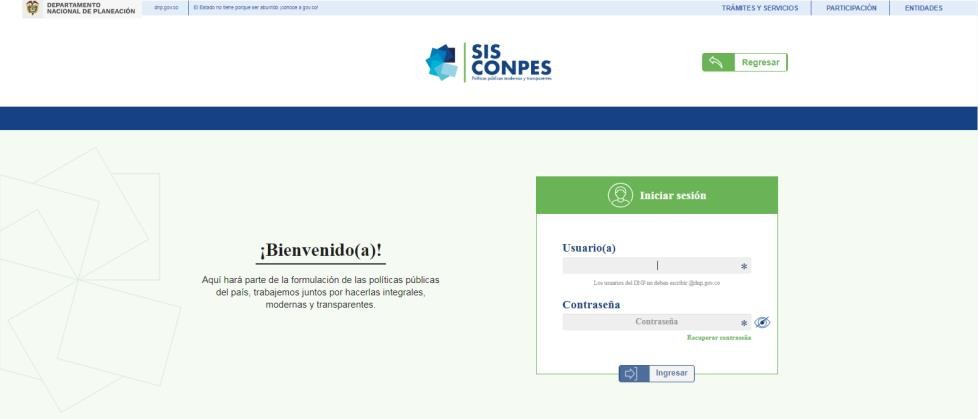 DEPARTAMENTO
NACIONAL DE PLANEACIÓN
dnp.gov.co
El Estado no tiene porque ser aburrido ¡conoce a gov.co!
TRÁMITES Y SERVICIOS
PARTICIPACIÓN
ENTIDADES
SIS
CONPES
Políticas públicas modernas y transparentes
Regresar
Iniciar sesión
¡Bienvenido(a)!
Aquí hará parte de la formulación de las políticas públicas
del país, trabajemos juntos por hacerlas integrales,
modernas y transparentes.
Usuario(a)
*
Los usuarios del DNP no deben escribir @dnp.gov.co
Contraseña
Contraseña *
Recuperar contraseña
Ingresar